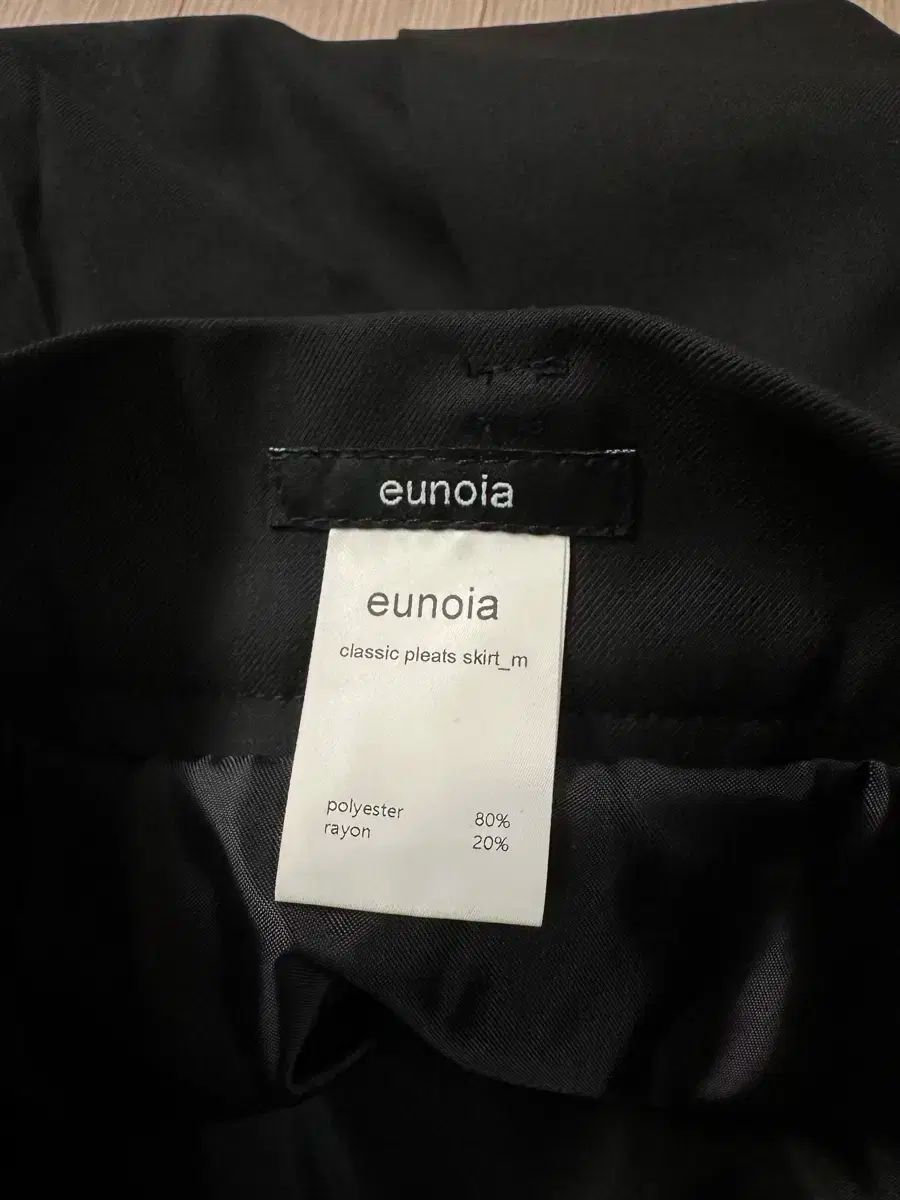 eunoia
eunoia
classic pleats skirt_m
polyester 80%
rayon 20%